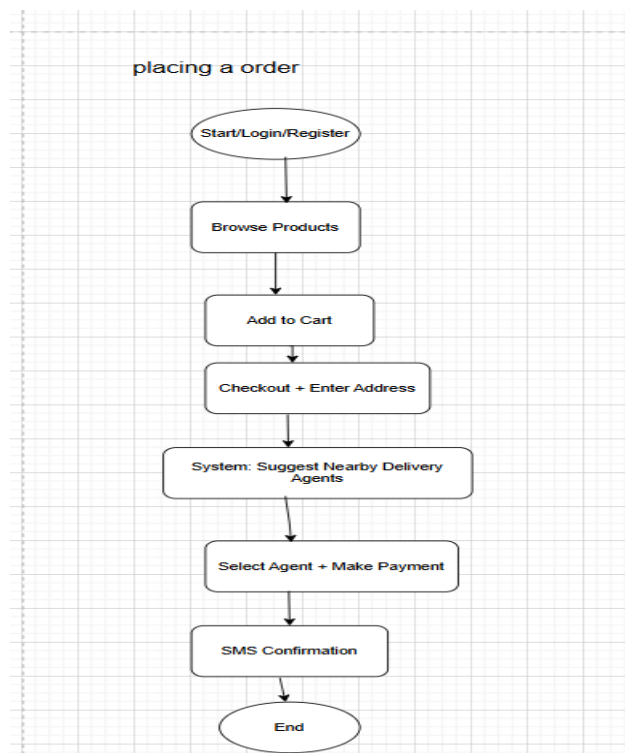 placing a order
Start/Login/Register
Browse Products
Add to Cart
Checkout + Enter Address
System: Suggest Nearby Delivery
Agents
Select Agent + Make Payment
SMS Confirmation
End